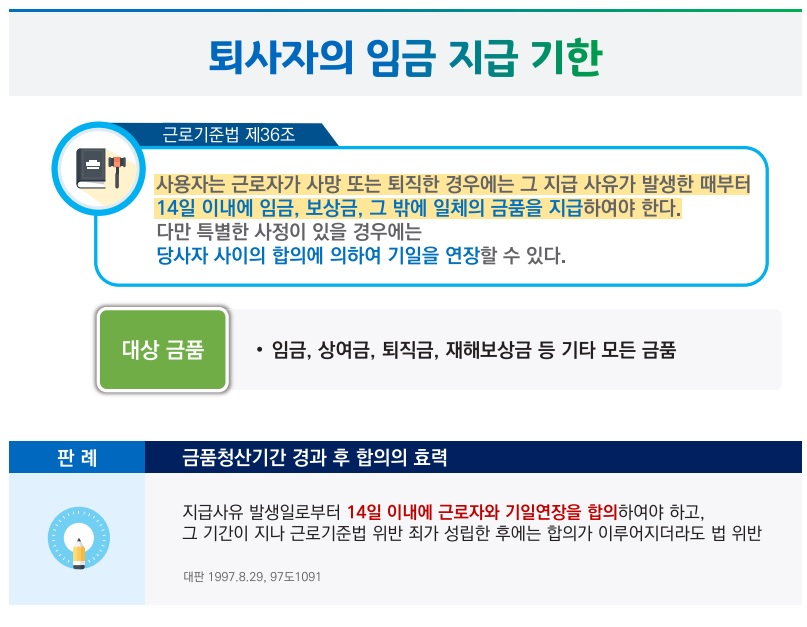 퇴사자의 임금 지급 기한
근로기준법 제36조
사용자는 근로자가 사망 또는 퇴직한 경우에는 그 지급 사유가 발생한 때부터
14일 이내에 임금, 보상금, 그 밖에 일체의 금품을 지급하여야 한다.
다만 특별한 사정이 있을 경우에는
당사자 사이의 합의에 의하여 기일을 연장할 수 있다.
대상 금품
• 임금, 상여금, 퇴직금, 재해보상금 등 기타 모든 금품
판 례
금품청산기간 경과 후 합의의 효력
지급사유 발생일로부터 14일 이내에 근로자와 기일연장을 합의하여야 하고,
그 기간이 지나 근로기준법 위반 죄가 성립한 후에는 합의가 이루어지더라도 법 위반
대판 1997.8.29, 97도1091